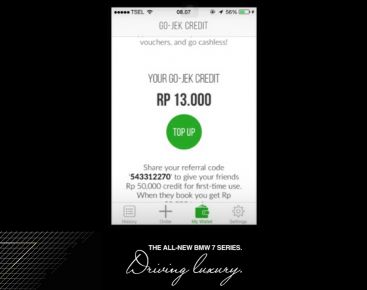 TSEL 08.07 56%
GO-JEK CREDIT
vouchers, and go cashless!
YOUR GO-JEK CREDIT
RP 13.000
TOP UP
Share your referral code
'543312270' to give your friends
Rp 50,000 credit for first-time use.
When they book you get Rp
History Order My Wallet Settings
THE ALL-NEW BMW 7 SERIES.
Driving luxury.